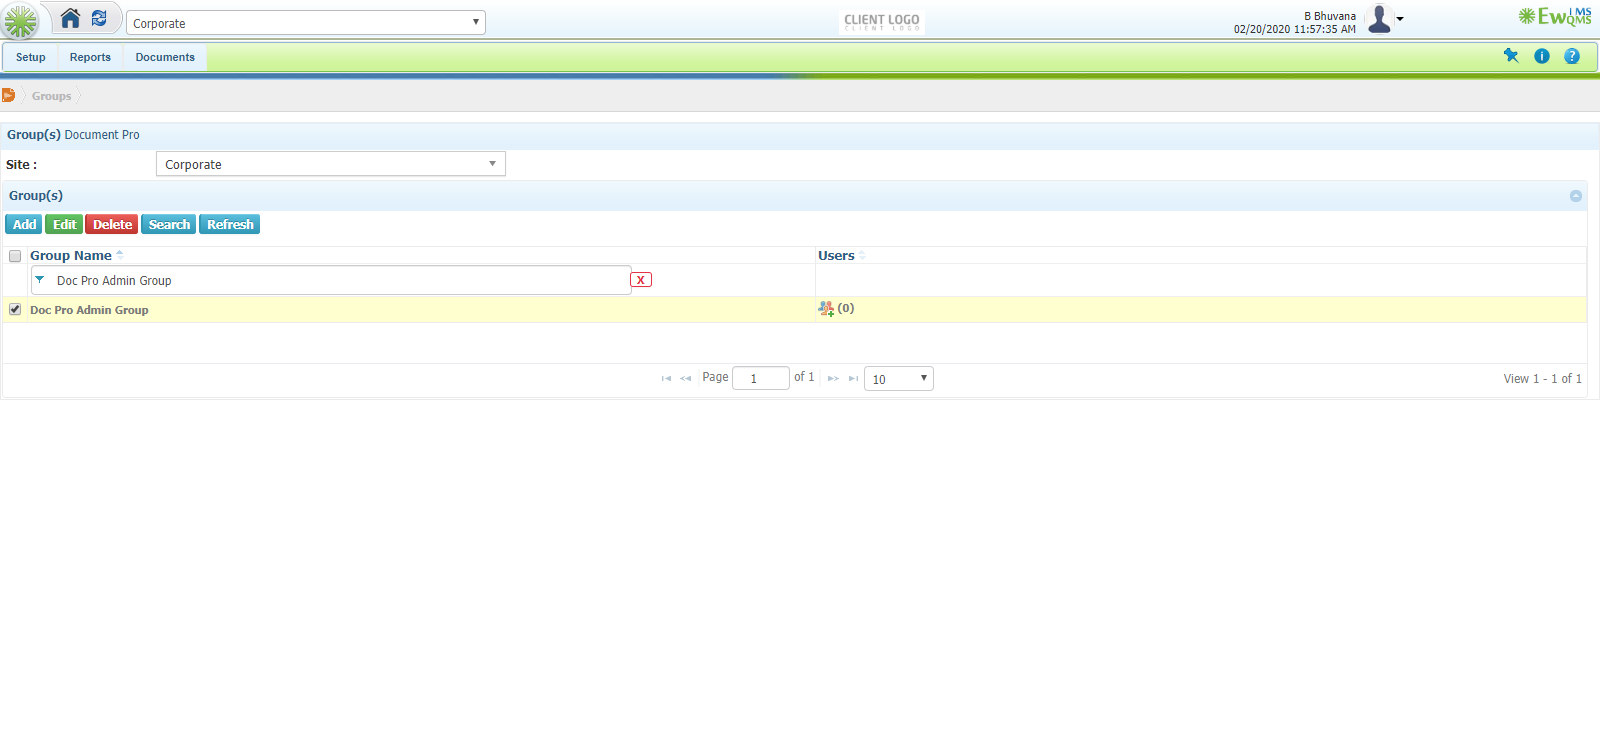 Corporate
CLIENT LOGO
CLIENT LOGO
B Bhuvana
02/20/2020 11:57:35 AM
EwQMS
iMS
Setup Reports Documents
Groups
Group(s) Document Pro
Site : Corporate
Group(s)
Add Edit Delete Search Refresh
Group Name Users
Doc Pro Admin Group X
Doc Pro Admin Group (0)
Page 1 of 1 10 View 1 - 1 of 1